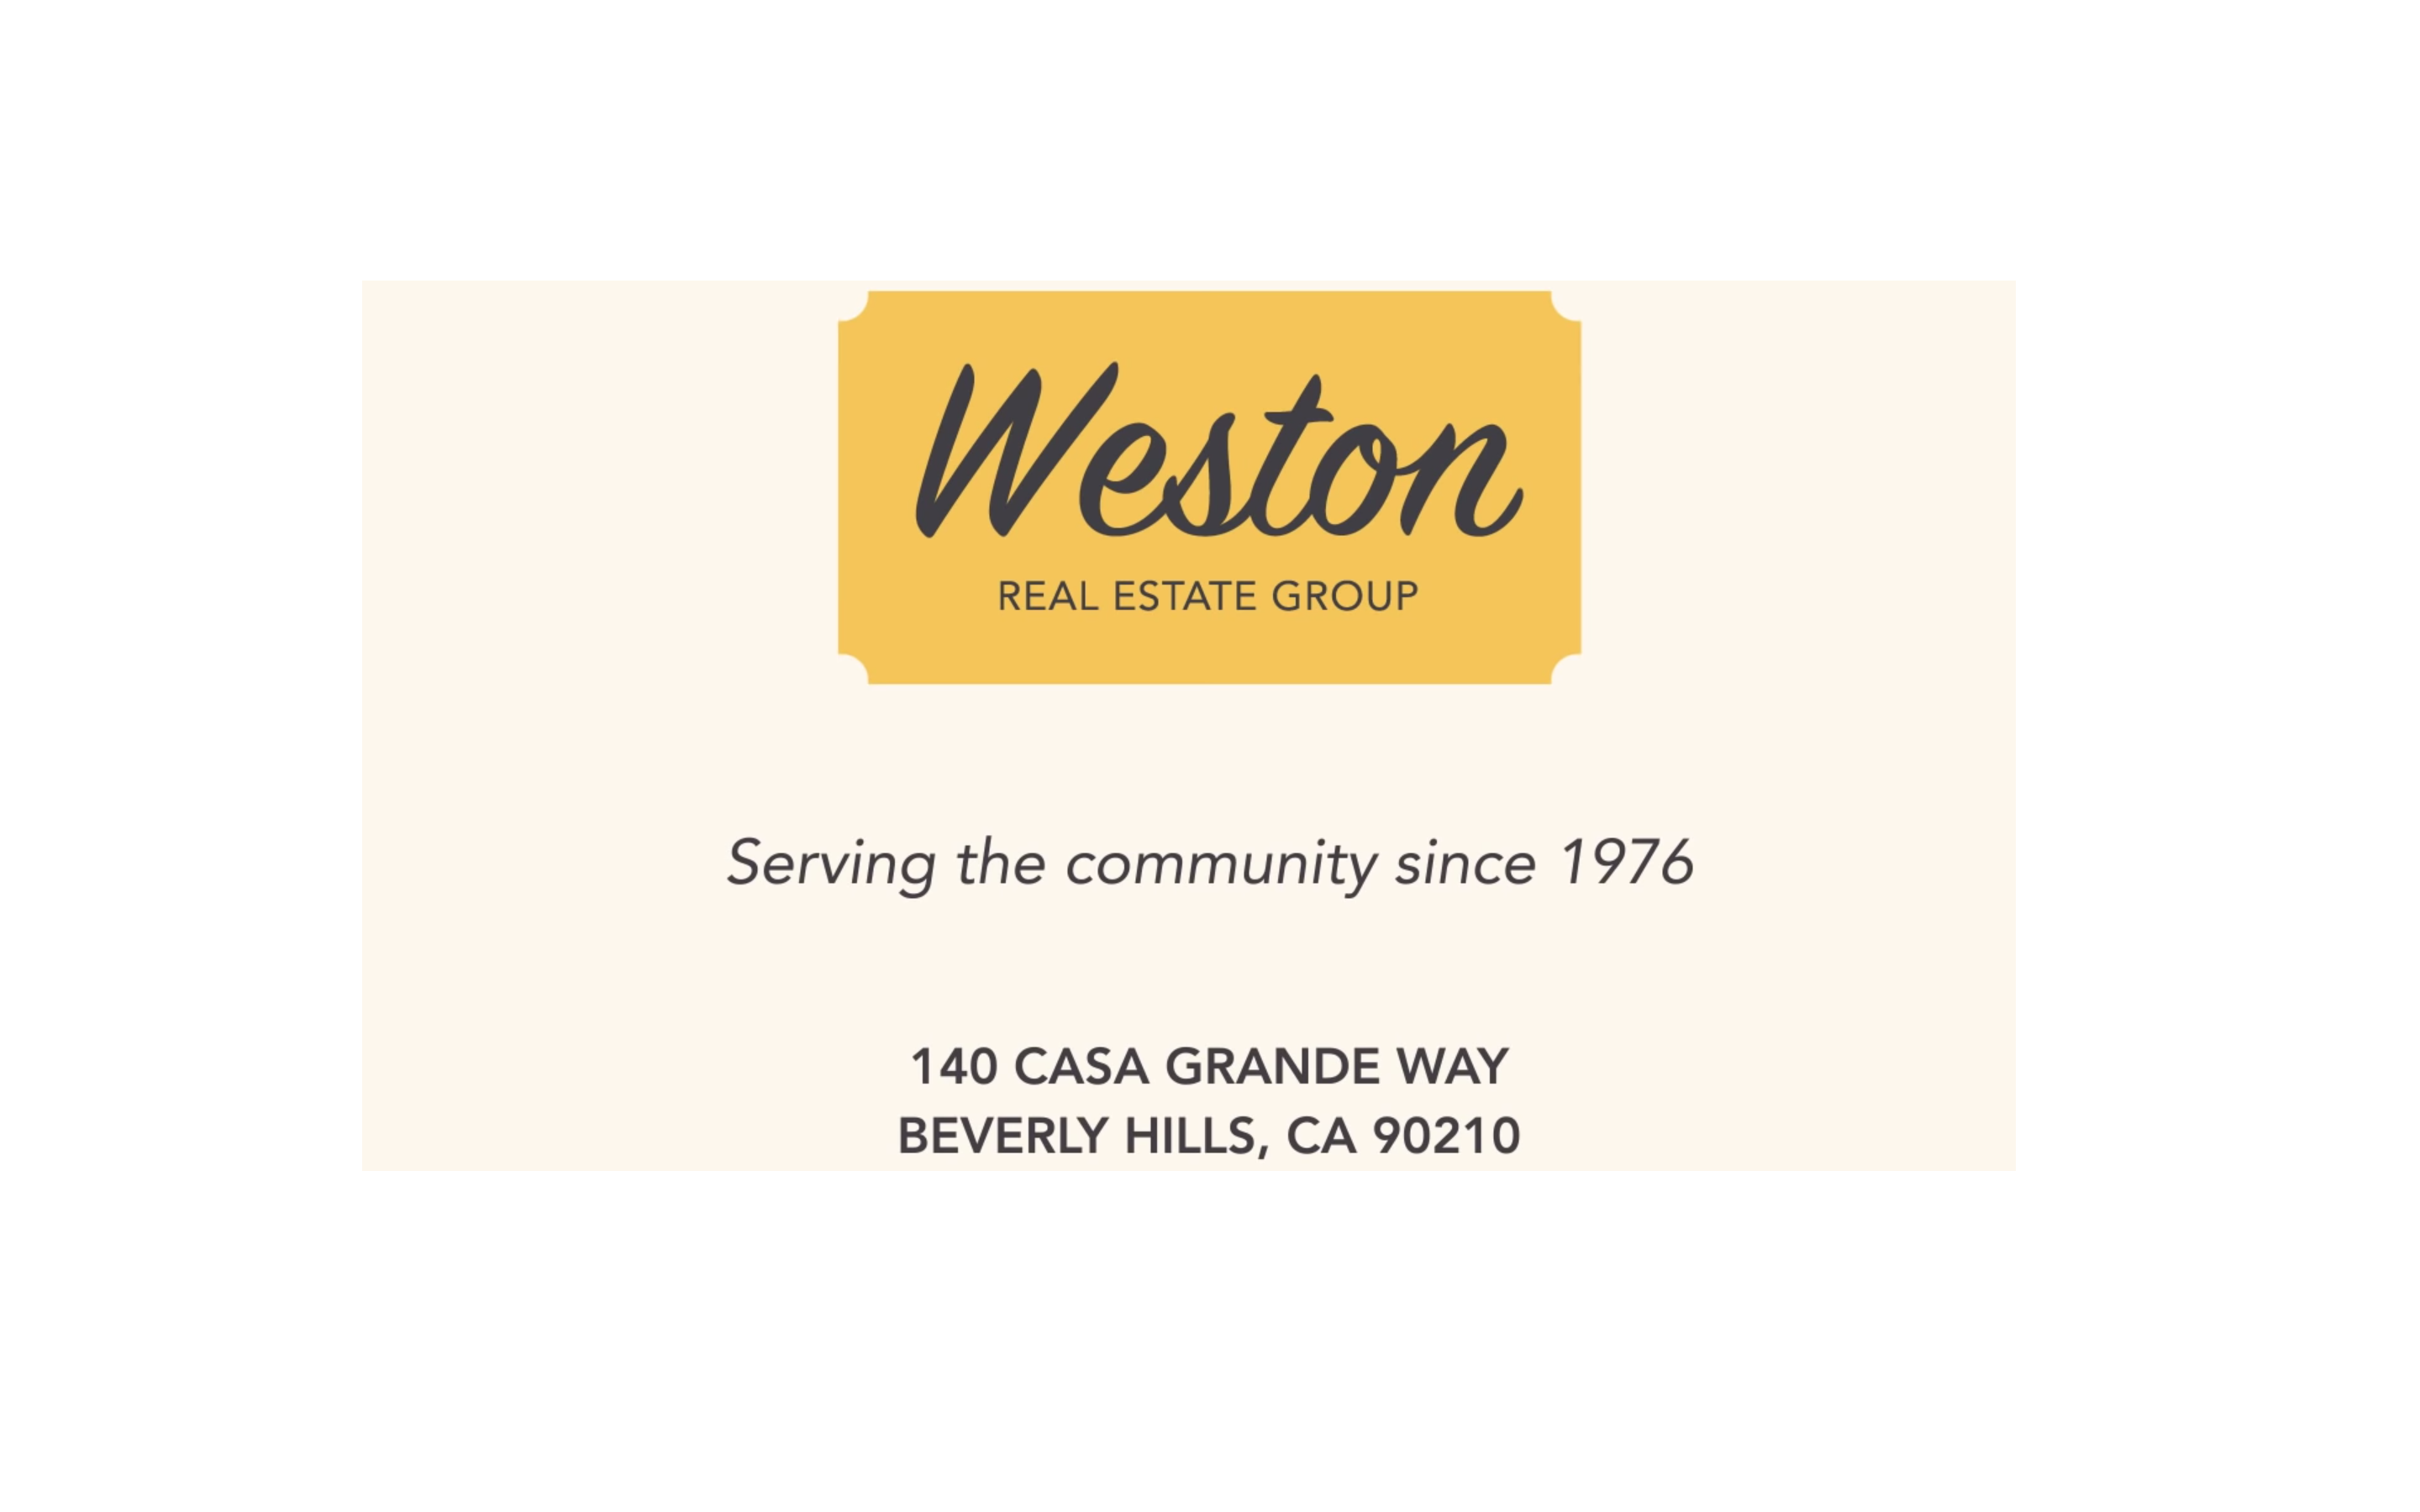 Weston
REAL ESTATE GROUP
Serving the community since 1976
140 CASA GRANDE WAY
BEVERLY HILLS, CA 90210